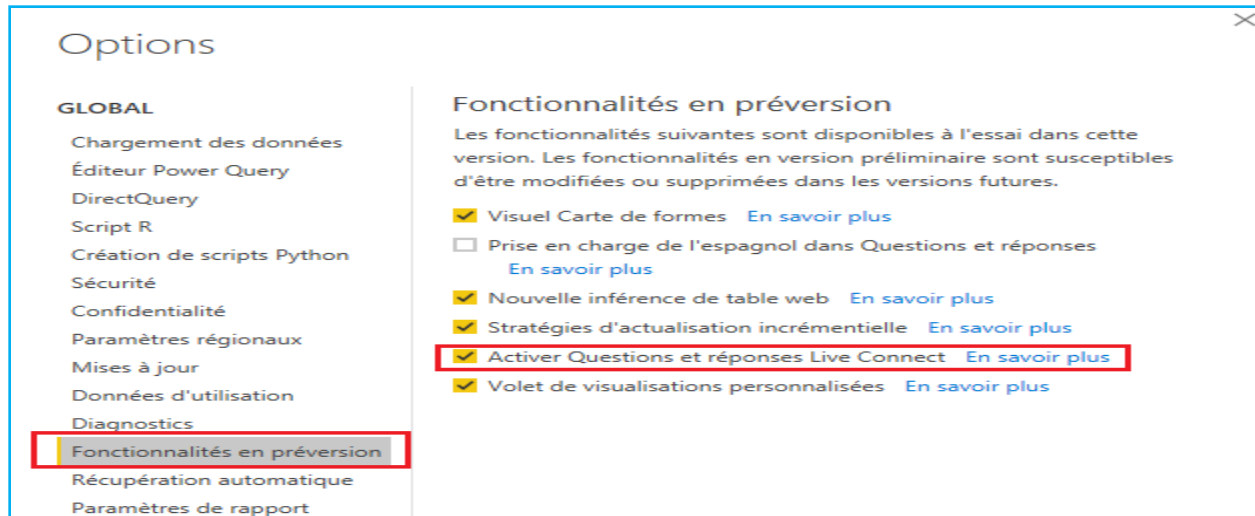 Options
GLOBAL
Chargement des données
Éditeur Power Query
DirectQuery
Script R
Création de scripts Python
Sécurité
Confidentialité
Paramètres régionaux
Mises à jour
Données d'utilisation
Diagnostics
Fonctionnalités en préversion
Récupération automatique
Paramètres de rapport
Fonctionnalités en préversion
Les fonctionnalités suivantes sont disponibles à l'essai dans cette
version. Les fonctionnalités en version préliminaire sont susceptibles
d'être modifiées ou supprimées dans les versions futures.
Visuel Carte de formes En savoir plus
Prise en charge de l'espagnol dans Questions et réponses
En savoir plus
Nouvelle inférence de table web En savoir plus
Stratégies d'actualisation incrémentielle En savoir plus
Activer Questions et réponses Live Connect En savoir plus
Volet de visualisations personnalisées En savoir plus